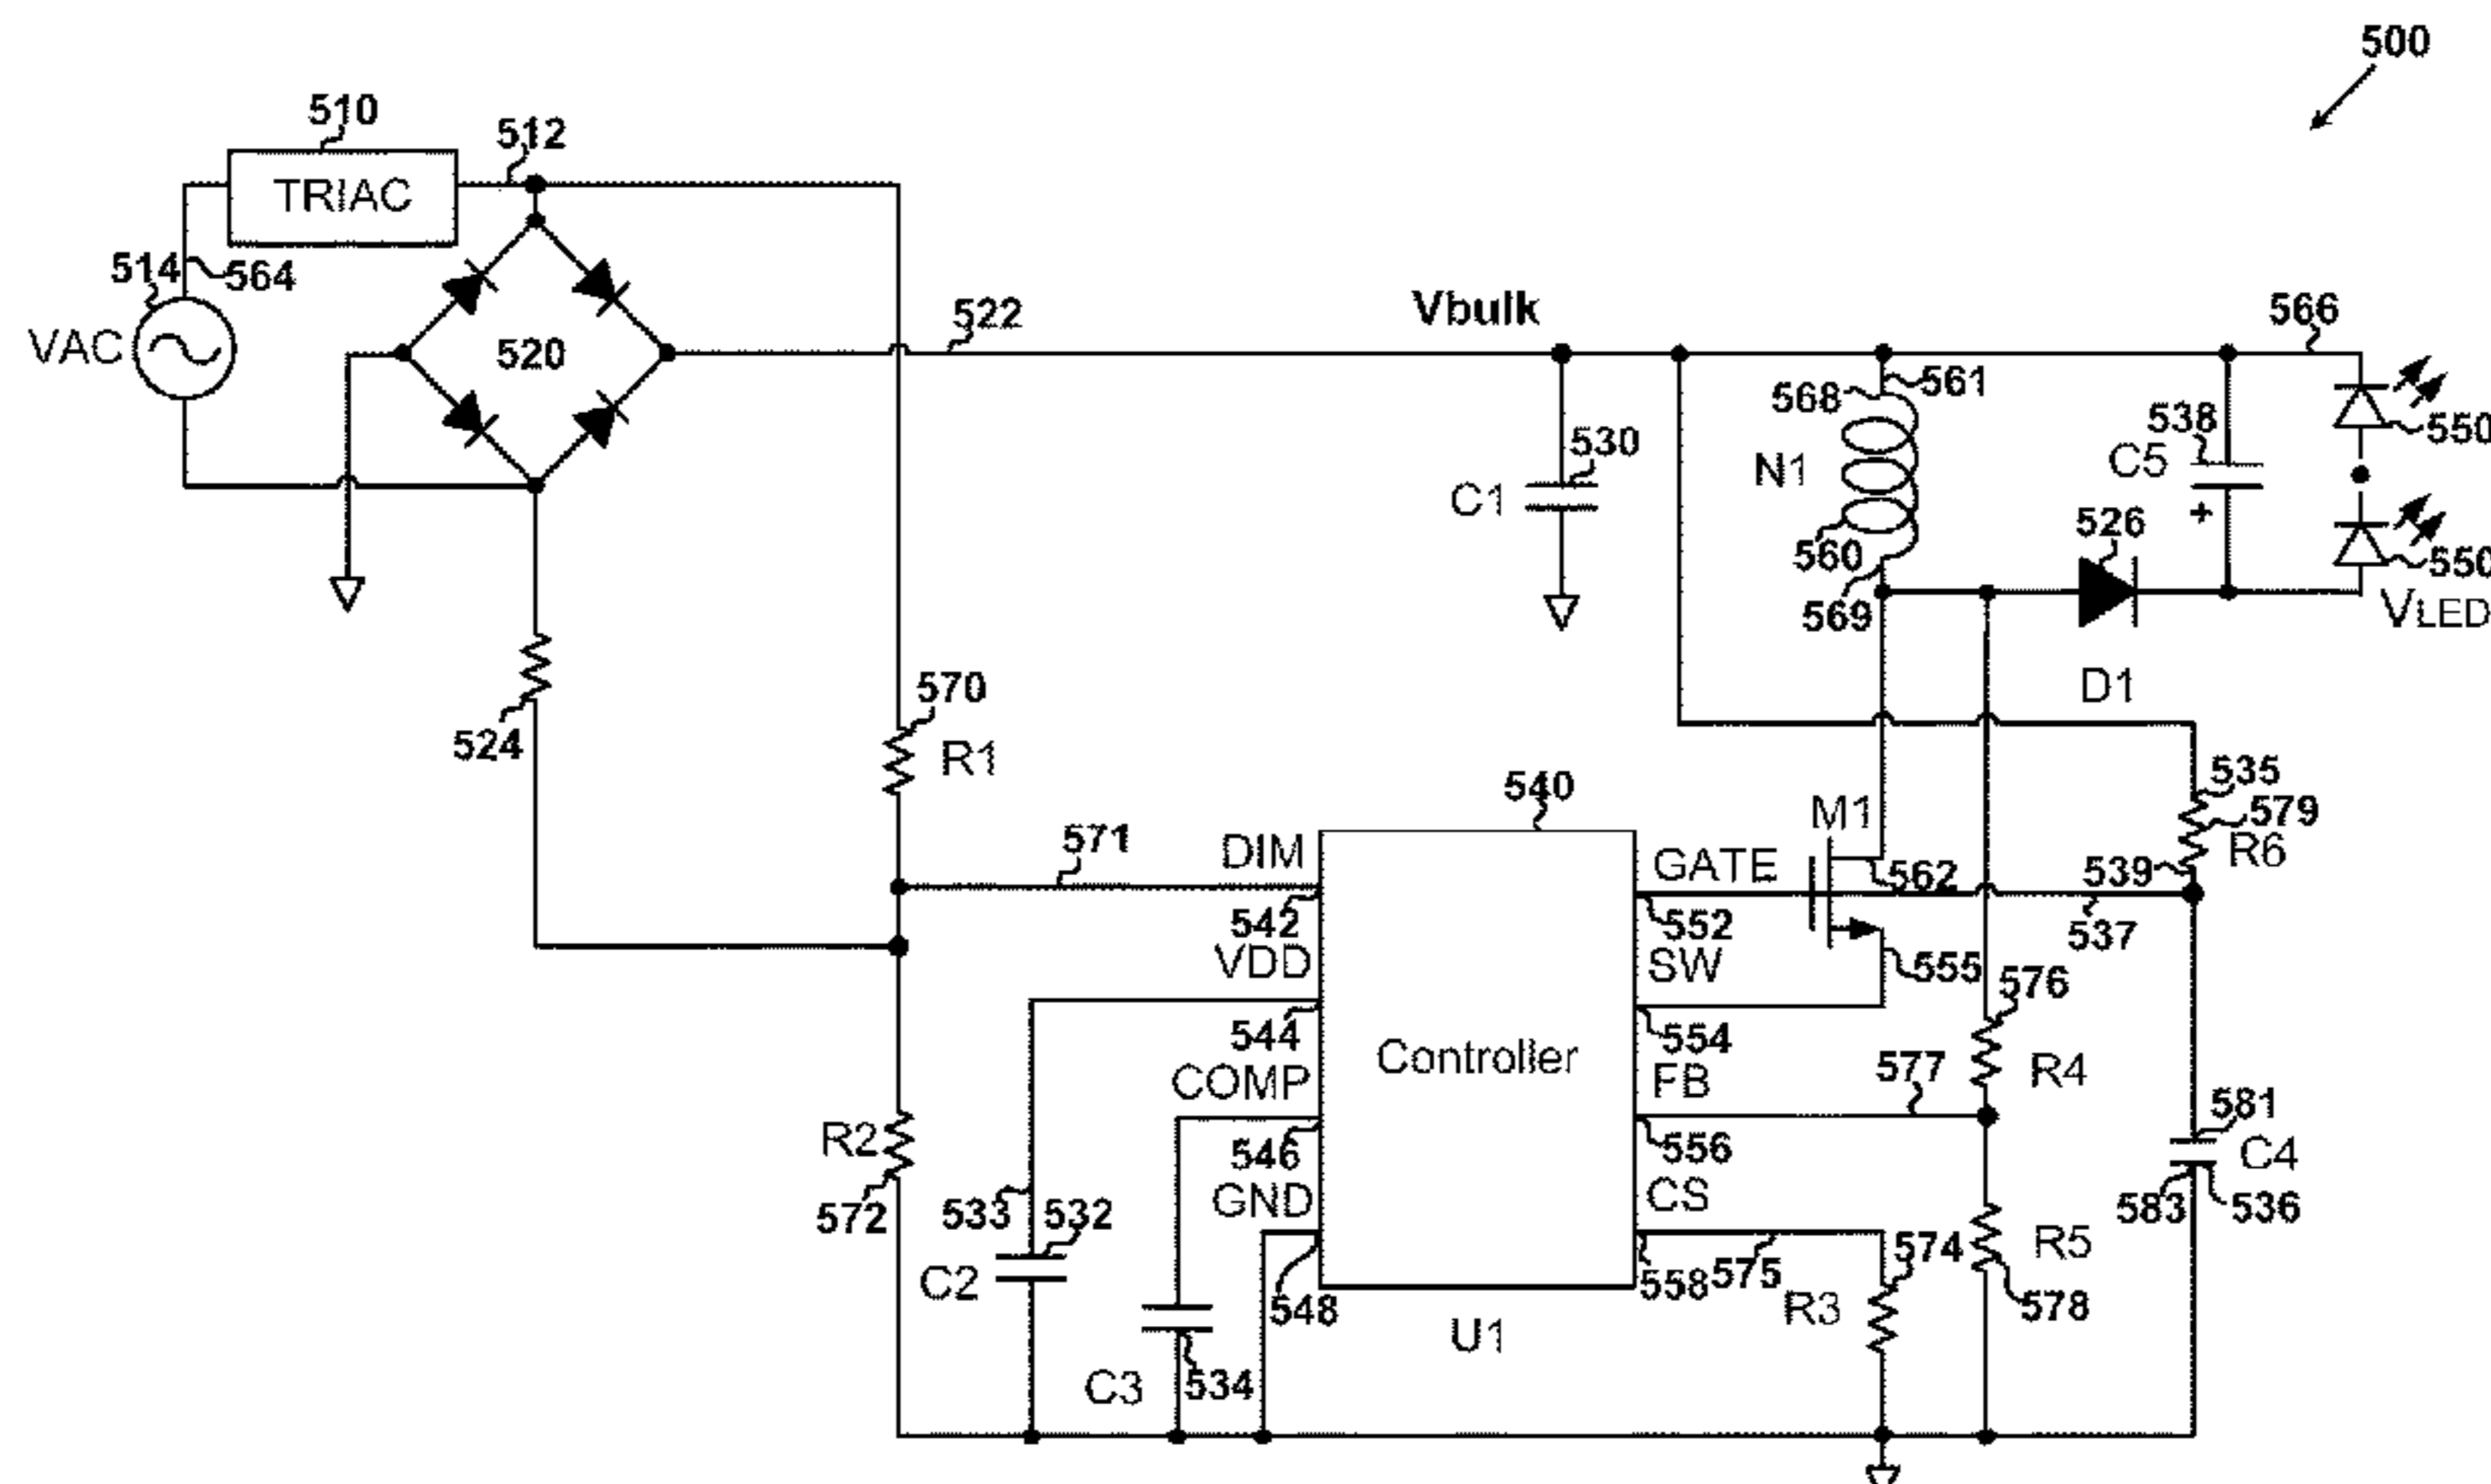 500
510
512
TRIAC
514
564
VAC
520
522
Vbulk
566
568
561
530
C1
N1
560
569
538
C5
526
550
550
VLED
D1
524
570
R1
571
540
M1
535
579
R6
539
562
537
DIM
542
VDD
544
COMP
546
GND
548
Controller
U1
GATE
552
SW
554
FB
556
CS
558
555
576
577
R4
581
C4
583
536
R2
572
533
532
C2
C3
534
575
574
R3
R5
578